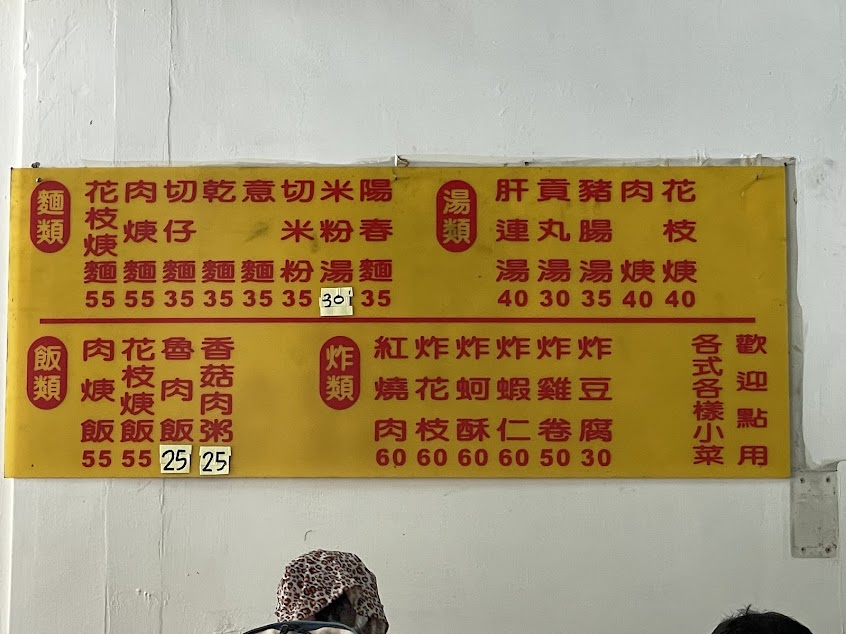 麵類
花枝焿麵 55
肉焿麵 55
切仔麵 35
乾麵 35
意麵 35
切米粉 35
米粉湯 30
陽春麵 35
湯類
肝連湯 40
貢丸湯 30
豬腸湯 35
肉焿 40
花枝焿 40
飯類
肉焿飯 55
花枝焿飯 55
魯肉飯 25
香菇肉粥 25
炸類
紅燒肉 60
炸花枝 60
炸蚵酥 60
炸蝦仁 60
炸雞卷 50
炸豆腐 30
歡迎點用
各式各樣小菜